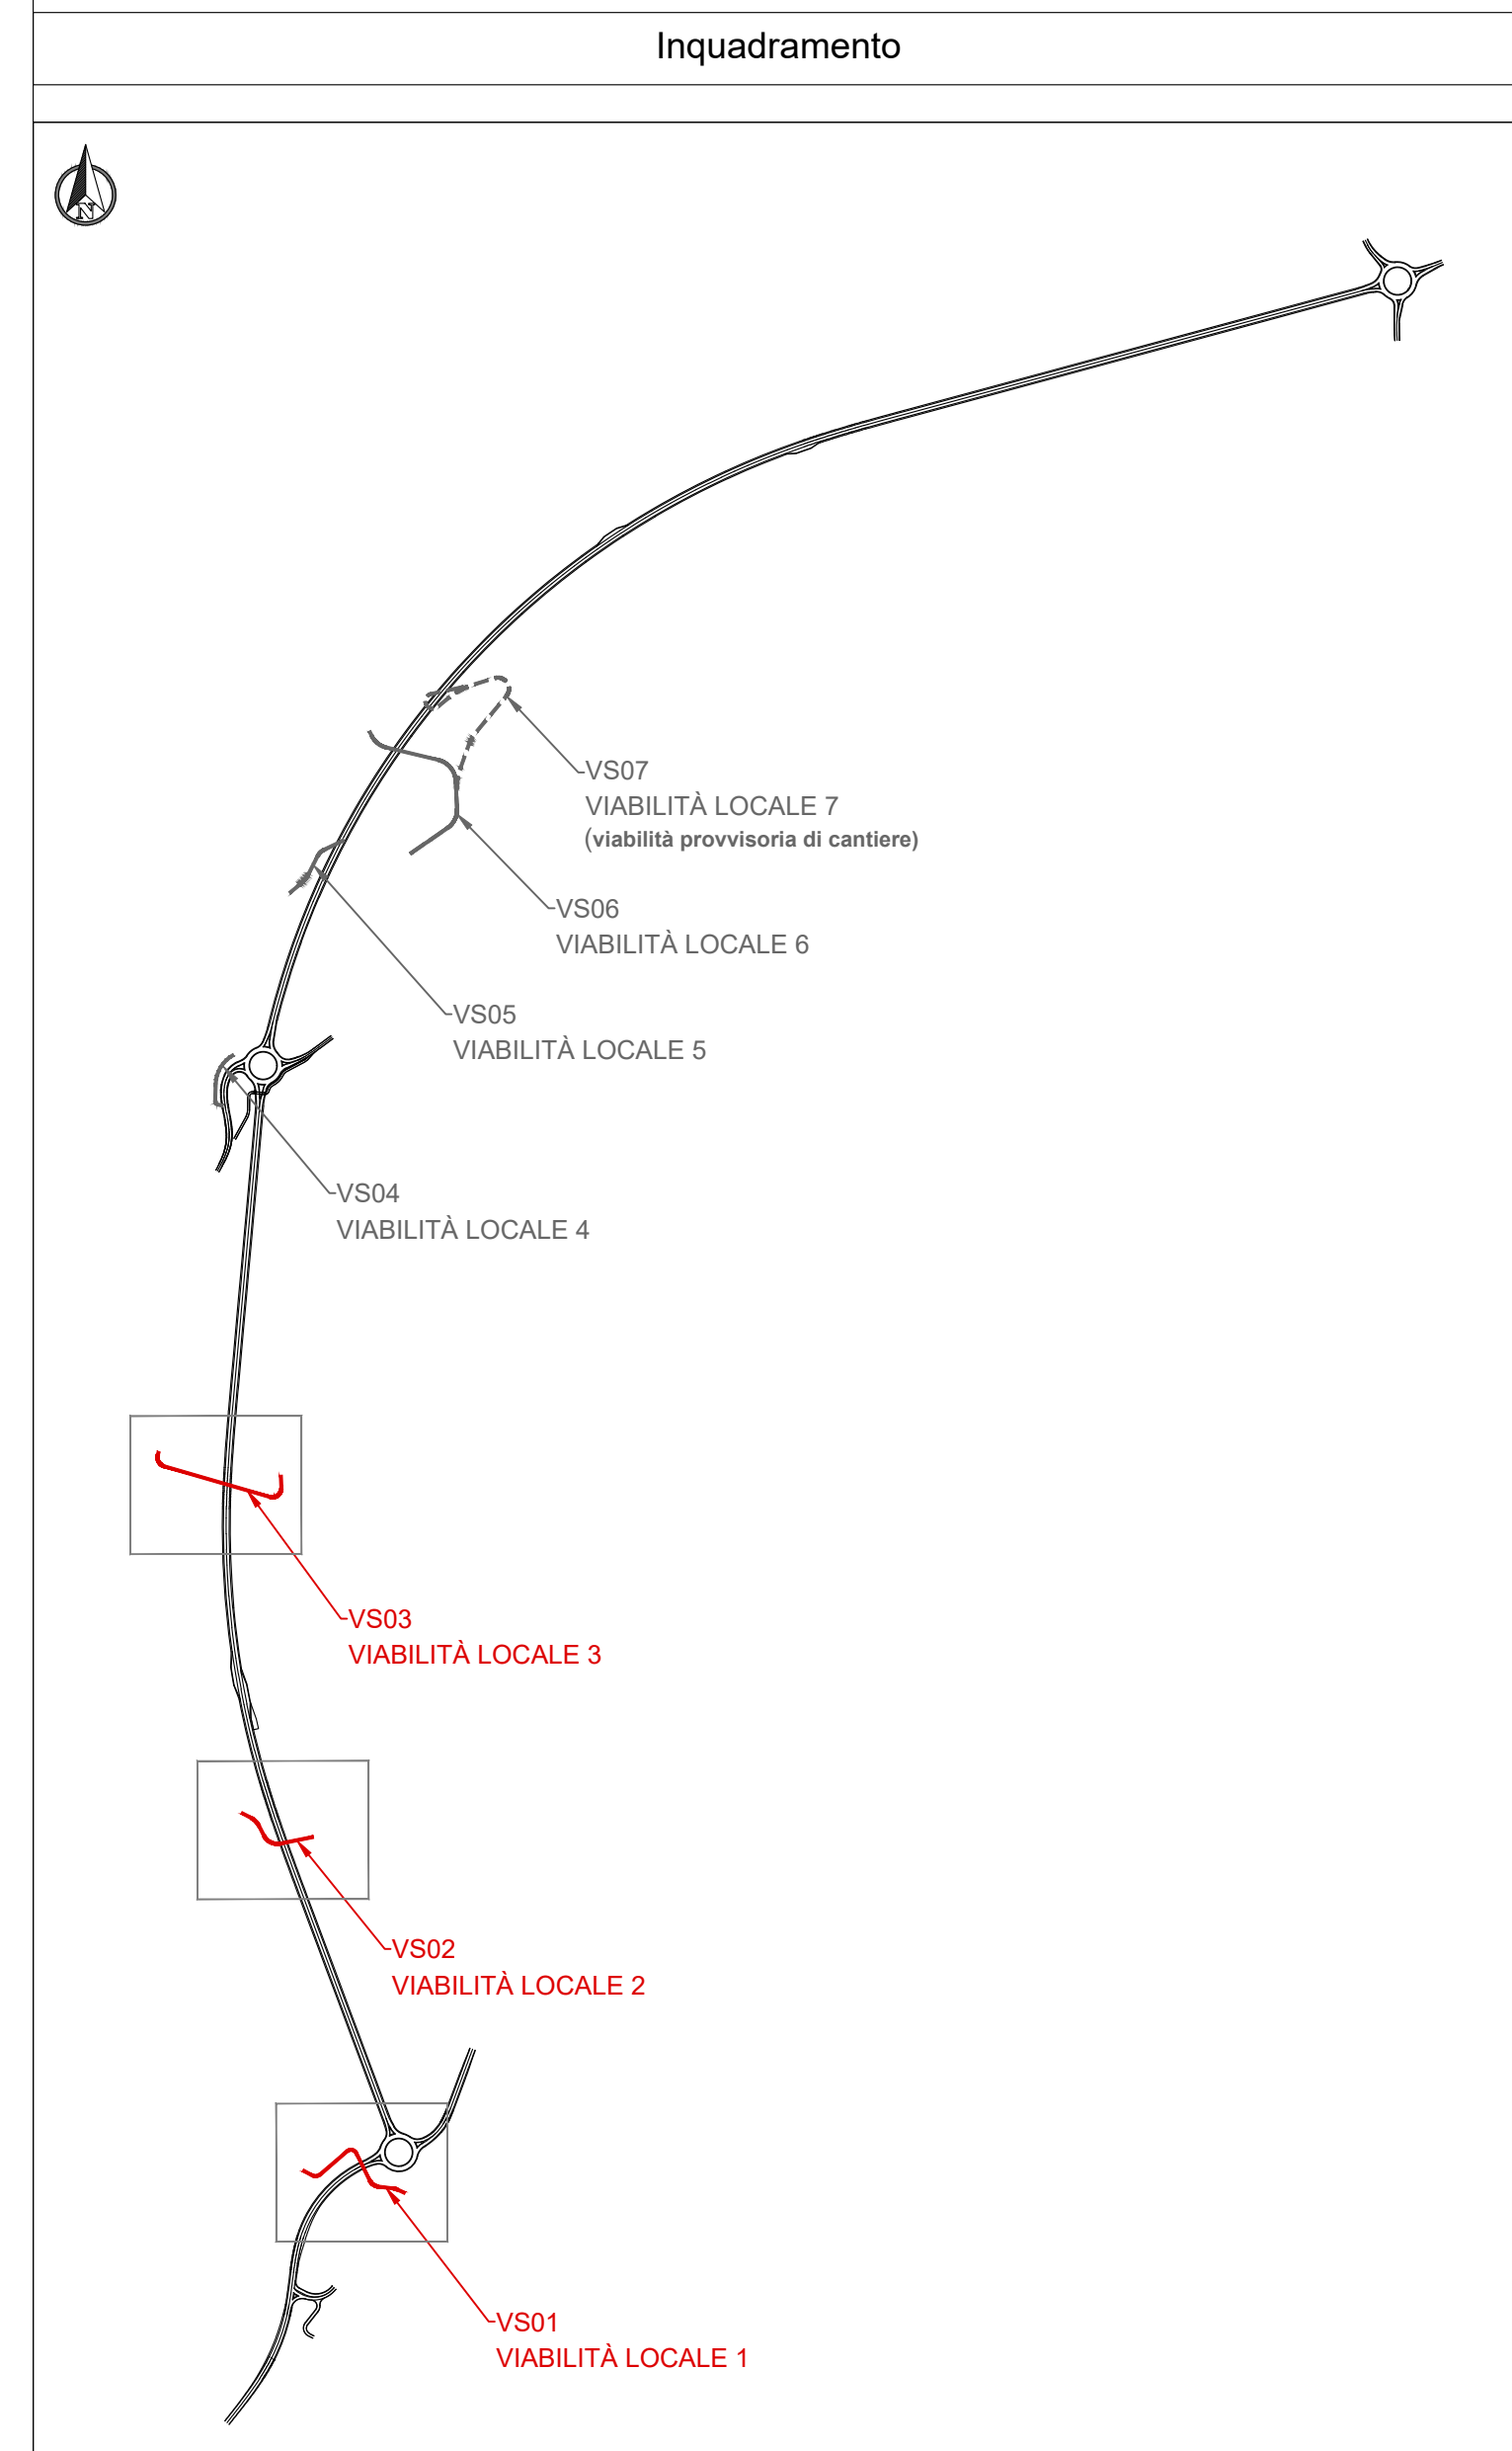 Inquadramento
N
VS07
VIABILITÀ LOCALE 7
(viabilità provvisoria di cantiere)
VS06
VIABILITÀ LOCALE 6
VS05
VIABILITÀ LOCALE 5
VS04
VIABILITÀ LOCALE 4
VS03
VIABILITÀ LOCALE 3
VS02
VIABILITÀ LOCALE 2
VS01
VIABILITÀ LOCALE 1